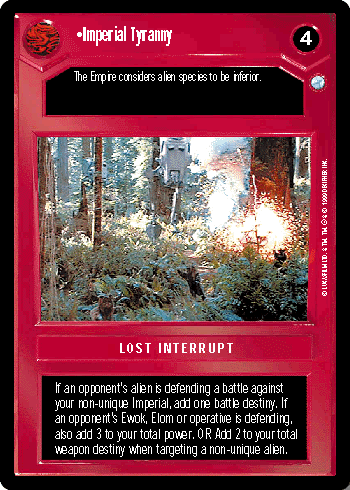 •Imperial Tyranny
4
The Empire considers alien species to be inferior.
LOST INTERRUPT
If an opponent's alien is defending a battle against
your non-unique Imperial, add one battle destiny. If
an opponent's Ewok, Elom or operative is defending,
also add 3 to your total power. OR Add 2 to your total
weapon destiny when targeting a non-unique alien.